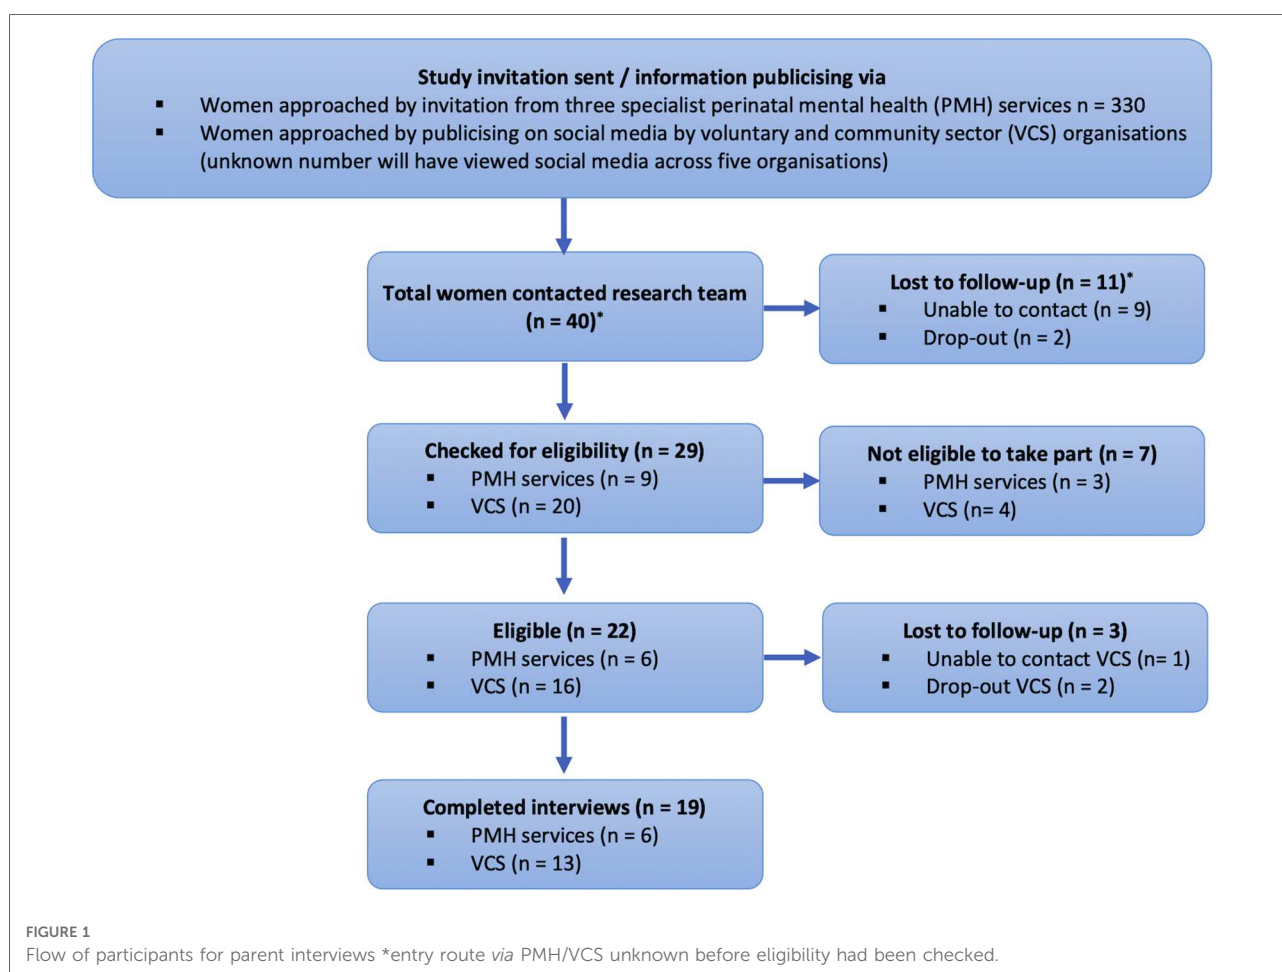 Study invitation sent / information publicising via
▪ Women approached by invitation from three specialist perinatal mental health (PMH) services n = 330
▪ Women approached by publicising on social media by voluntary and community sector (VCS) organisations
(unknown number will have viewed social media across five organisations)
Total women contacted research team
(n = 40)*
Lost to follow-up (n = 11)*
▪ Unable to contact (n = 9)
▪ Drop-out (n = 2)
Checked for eligibility (n = 29)
▪ PMH services (n = 9)
▪ VCS (n = 20)
Not eligible to take part (n = 7)
▪ PMH services (n = 3)
▪ VCS (n= 4)
Eligible (n = 22)
▪ PMH services (n = 6)
▪ VCS (n = 16)
Lost to follow-up (n = 3)
▪ Unable to contact VCS (n= 1)
▪ Drop-out VCS (n = 2)
Completed interviews (n = 19)
▪ PMH services (n = 6)
▪ VCS (n = 13)
FIGURE 1
Flow of participants for parent interviews *entry route via PMH/VCS unknown before eligibility had been checked.